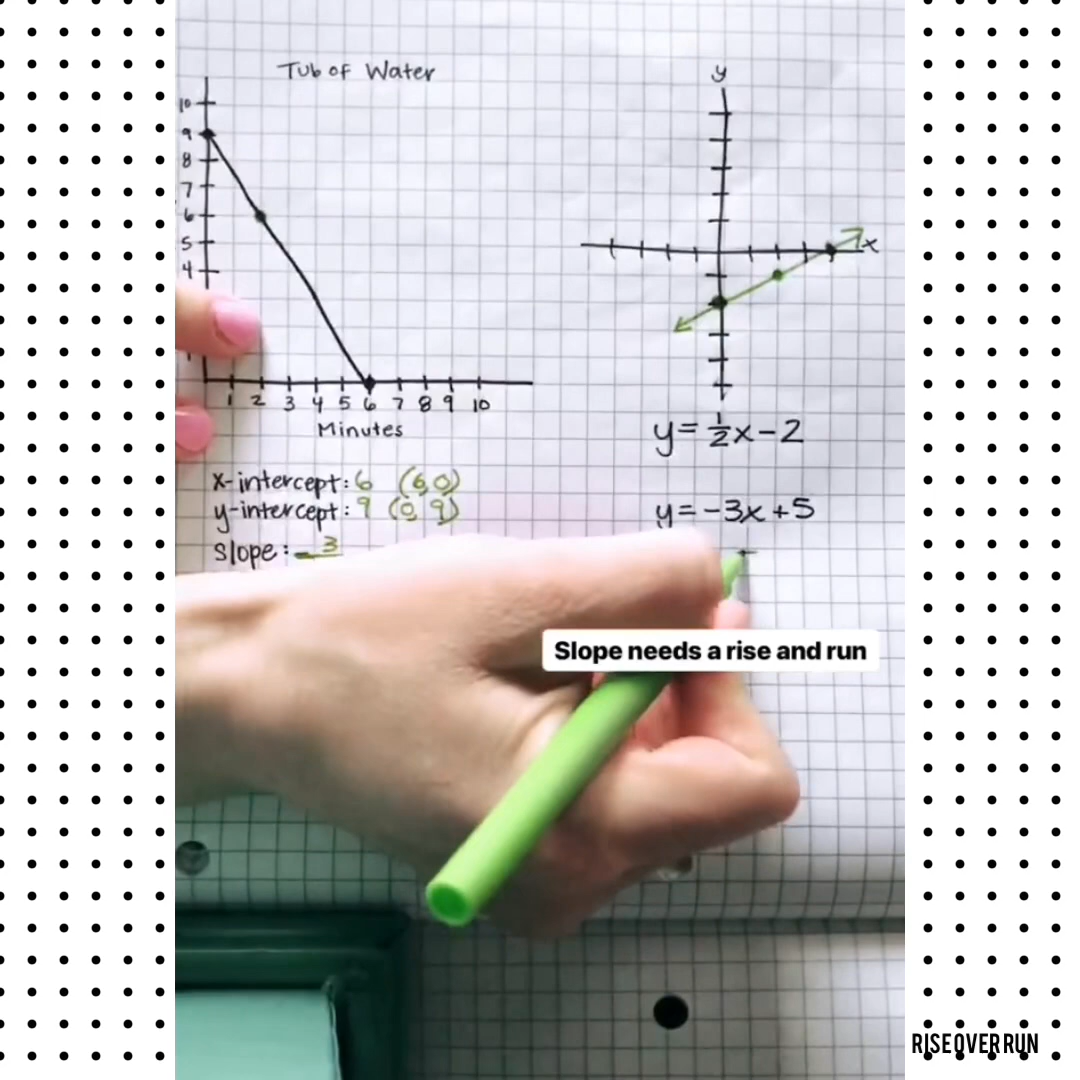 Tub of Water
10
9
8
7
6
5
4
1
1 2 3 4 5 6 7 8 9 10
Minutes
x-intercept: 6 (6,0)
y-intercept: 9 (0, 9)
slope: -3
y
x
y = 1/2x - 2
y = -3x + 5
Slope needs a rise and run
RISE OVER RUN